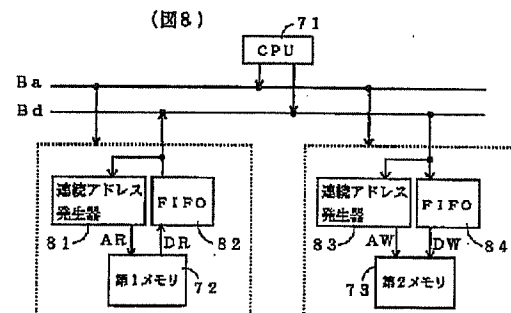 (図8)
71
CPU
Ba
Bd
連続アドレス
発生器
FIFO
81
AR
DR
82
第1メモリ
72
連続アドレス
発生器
FIFO
83
AW
DW
84
73
第2メモリ